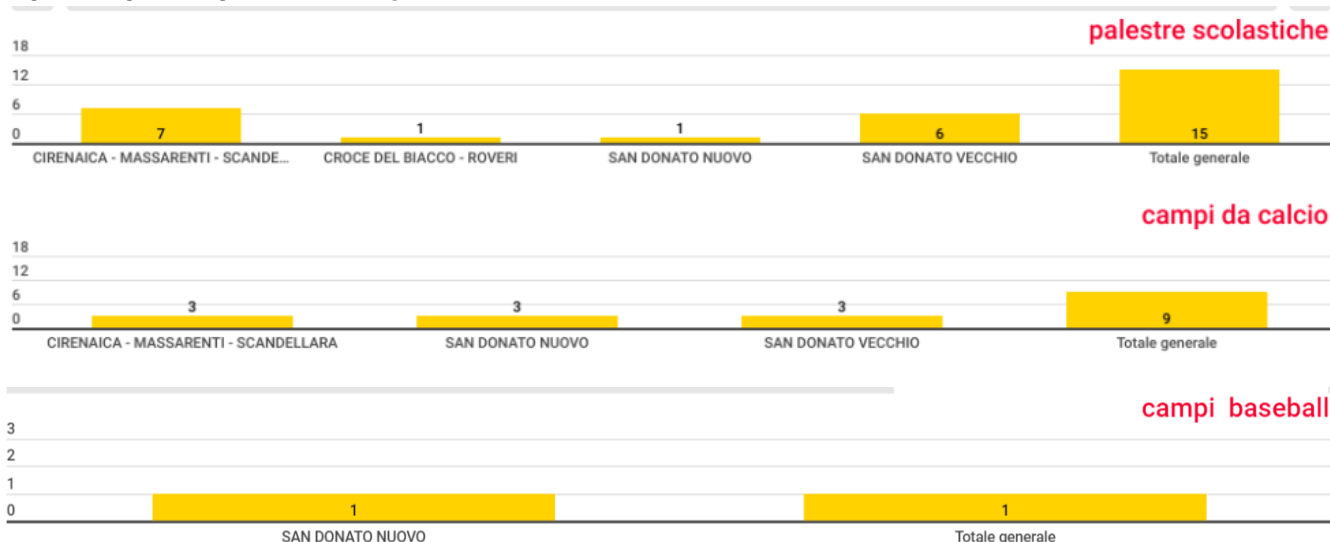 palestre scolastiche
18
12
6
0
7
1
1
6
15
CIRENAICA - MASSARENTI - SCANDE...
CROCE DEL BIACCO - ROVERI
SAN DONATO NUOVO
SAN DONATO VECCHIO
Totale generale
campi da calcio
18
12
6
0
3
3
3
9
CIRENAICA - MASSARENTI - SCANDELLARA
SAN DONATO NUOVO
SAN DONATO VECCHIO
Totale generale
campi baseball
3
2
1
0
1
1
SAN DONATO NUOVO
Totale generale